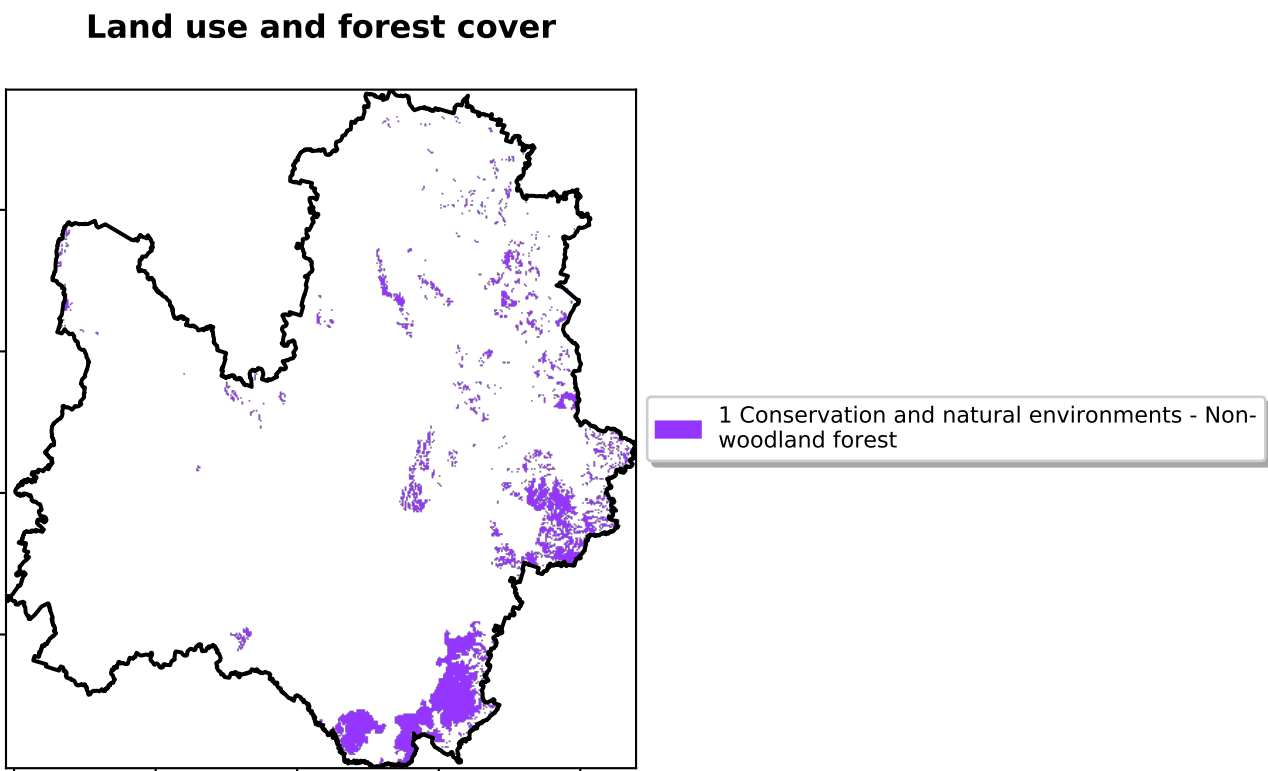 Land use and forest cover
1 Conservation and natural environments - Non-
woodland forest